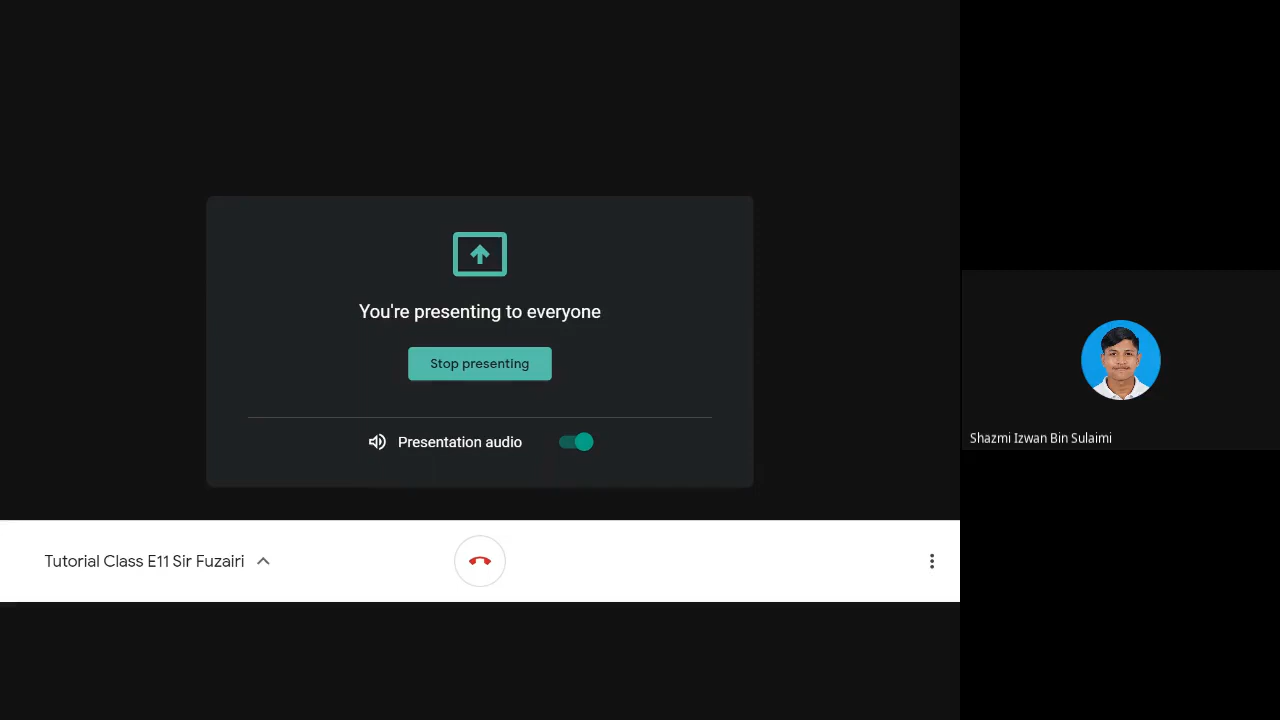 You're presenting to everyone
Stop presenting
Presentation audio
Shazmi Izwan Bin Sulaimi
Tutorial Class E11 Sir Fuzairi